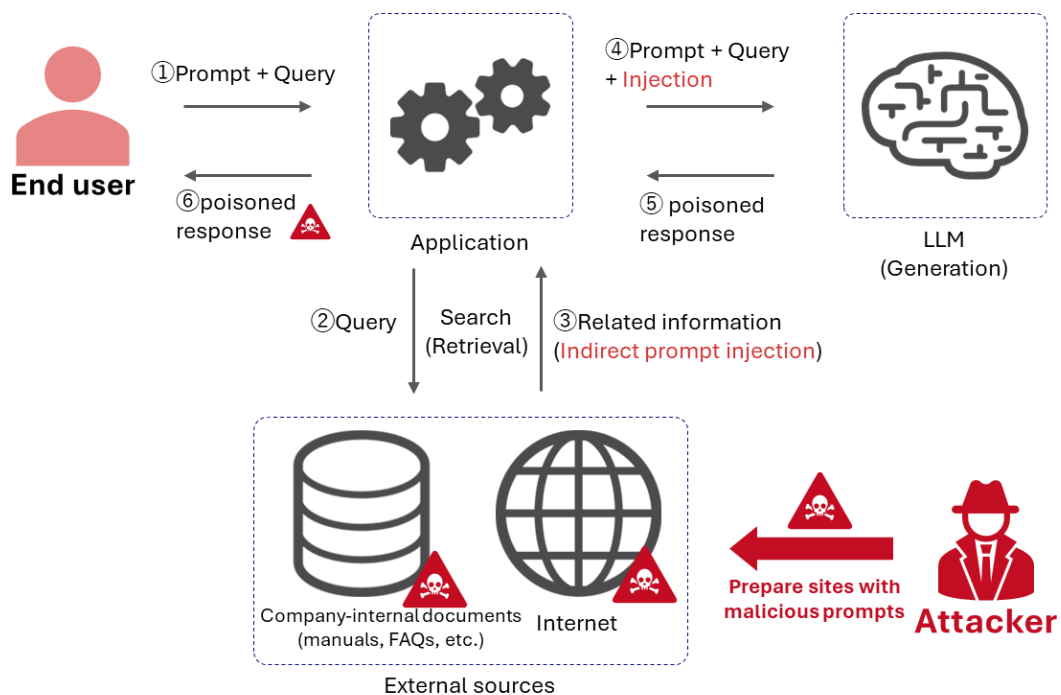 ①Prompt + Query
④Prompt + Query
+ Injection
End user
⑥poisoned
response
⑤ poisoned
response
Application
LLM
(Generation)
②Query
Search
(Retrieval)
③Related information
(Indirect prompt injection)
Company-internal documents
(manuals, FAQs, etc.)
Internet
Prepare sites with
malicious prompts
Attacker
External sources